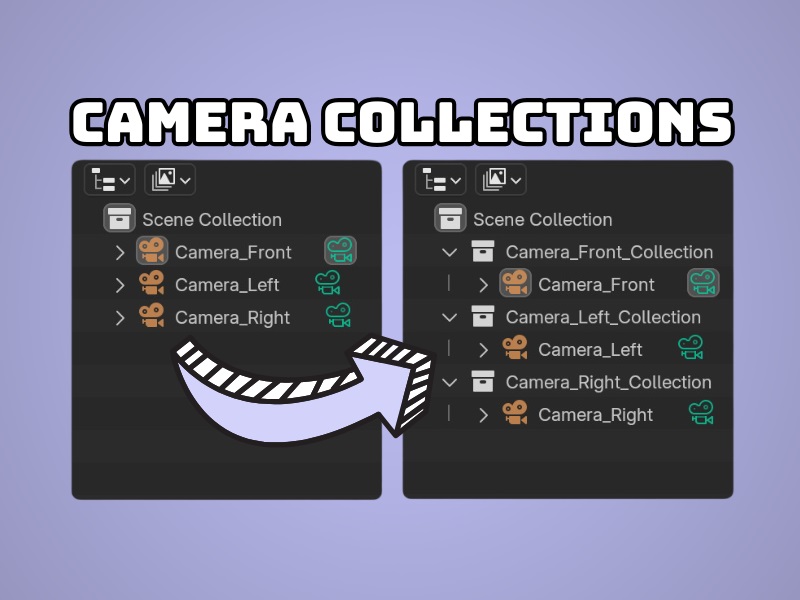 CAMERA COLLECTIONS
Scene Collection
Camera_Front
Camera_Left
Camera_Right
Scene Collection
Camera_Front_Collection
Camera_Front
Camera_Left_Collection
Camera_Left
Camera_Right_Collection
Camera_Right